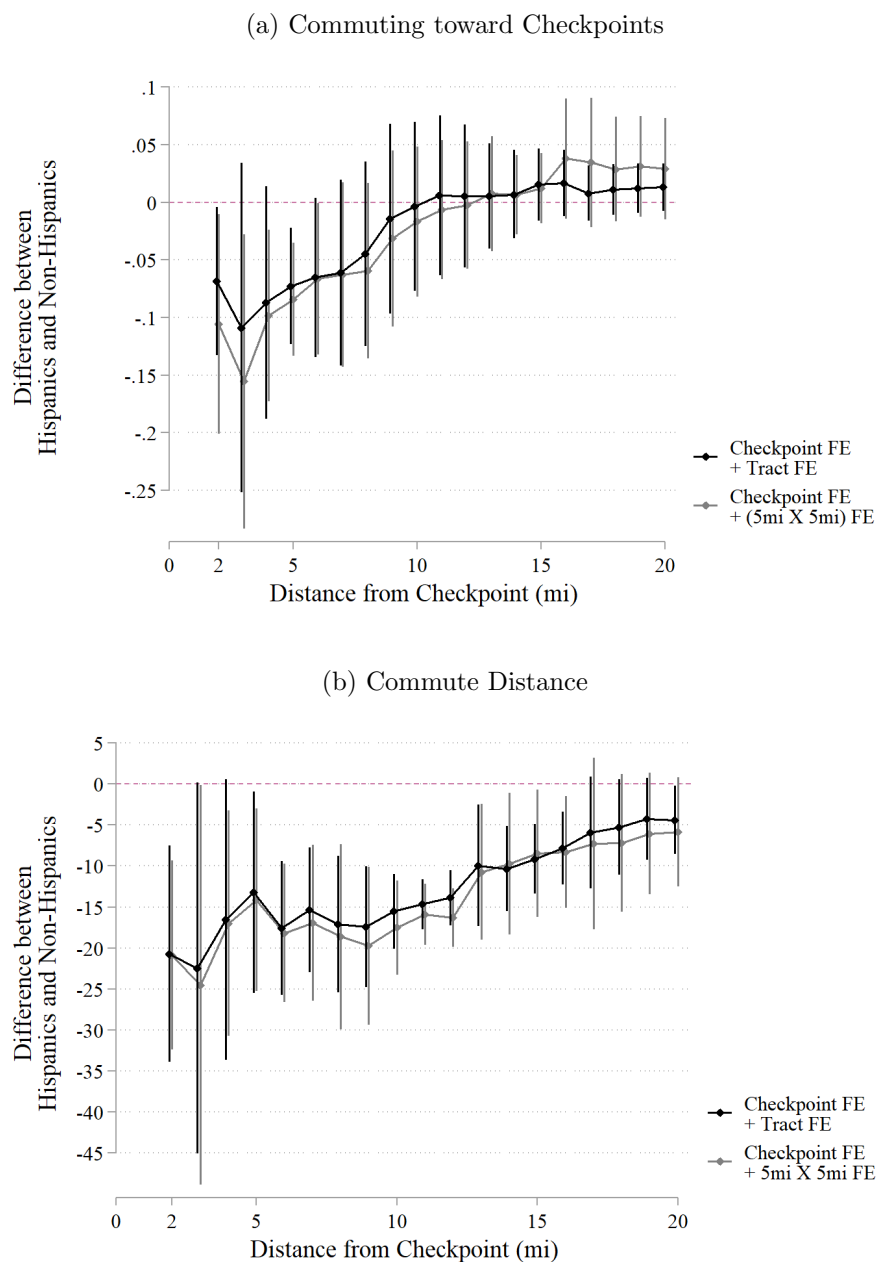 (a) Commuting toward Checkpoints
Difference between
Hispanics and Non-Hispanics
.1
.05
0
-.05
-.1
-.15
-.2
-.25
0 2 5 10 15 20
Distance from Checkpoint (mi)
Checkpoint FE
+ Tract FE
Checkpoint FE
+ (5mi X 5mi) FE
(b) Commute Distance
Difference between
Hispanics and Non-Hispanics
5
0
-5
-10
-15
-20
-25
-30
-35
-40
-45
0 2 5 10 15 20
Distance from Checkpoint (mi)
Checkpoint FE
+ Tract FE
Checkpoint FE
+ 5mi X 5mi FE